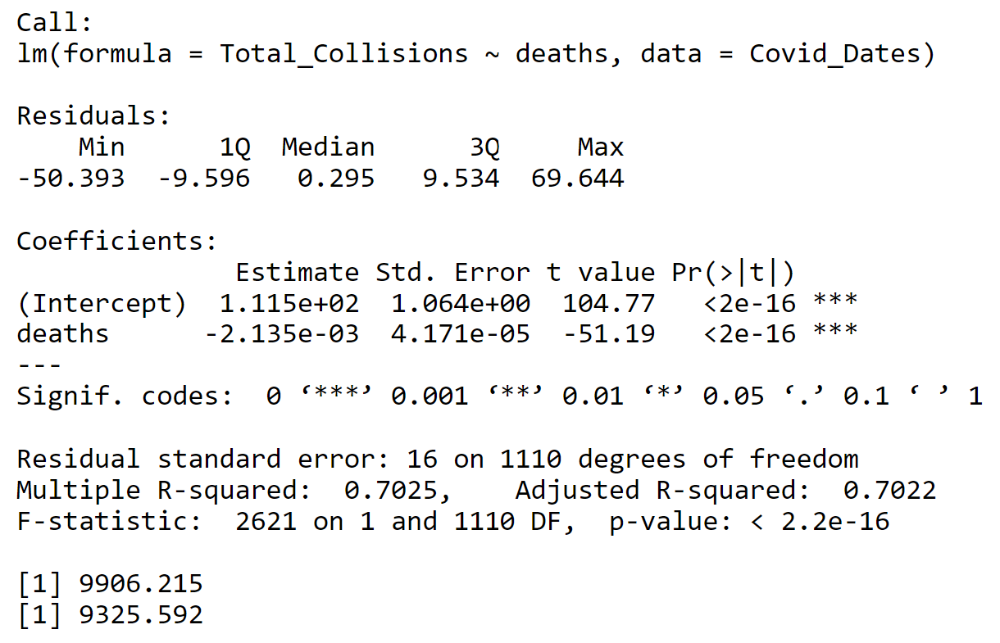 Call:
lm(formula = Total_Collisions ~ deaths, data = Covid_Dates)
Residuals:
Min 1Q Median 3Q Max
-50.393 -9.596 0.295 9.534 69.644
Coefficients:
Estimate Std. Error t value Pr(>|t|)
(Intercept) 1.115e+02 1.064e+00 104.77 <2e-16 ***
deaths -2.135e-03 4.171e-05 -51.19 <2e-16 ***
---
Signif. codes: 0 ‘***’ 0.001 ‘**’ 0.01 ‘*’ 0.05 ‘.’ 0.1 ‘ ’ 1
Residual standard error: 16 on 1110 degrees of freedom
Multiple R-squared: 0.7025, Adjusted R-squared: 0.7022
F-statistic: 2621 on 1 and 1110 DF, p-value: < 2.2e-16
[1] 9906.215
[1] 9325.592